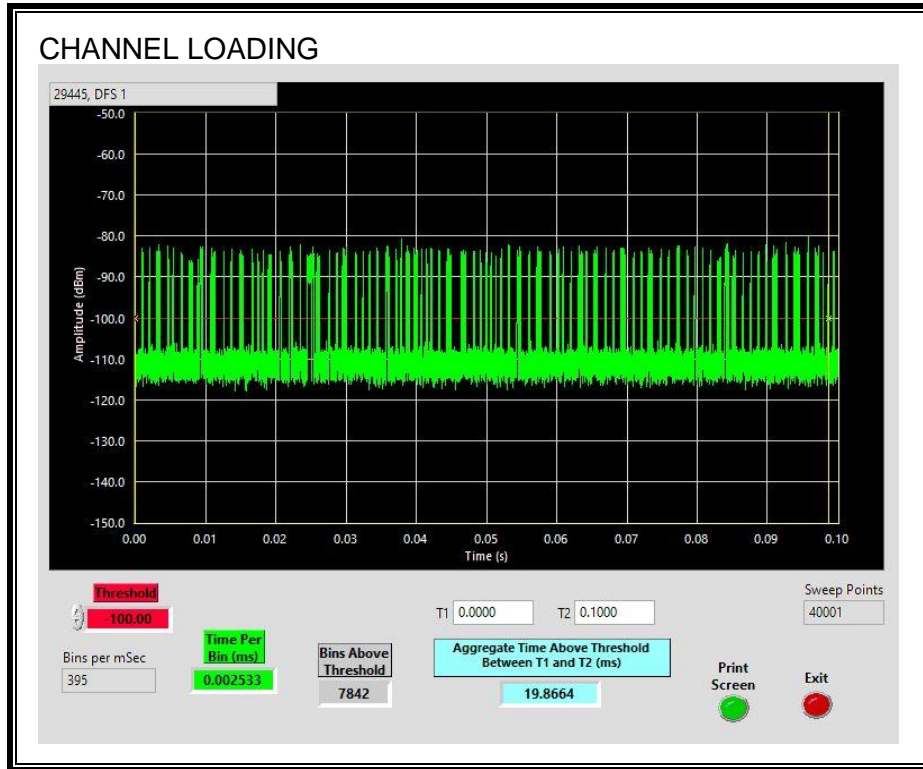 CHANNEL LOADING
29445, DFS 1
-50.0
-60.0
-70.0
-80.0
-90.0
-100.0
-110.0
-120.0
-130.0
-140.0
-150.0
Amplitude (dBm)
0.00 0.01 0.02 0.03 0.04 0.05 0.06 0.07 0.08 0.09 0.10
Time (s)
Threshold
-100.00
Bins per mSec
395
Time Per
Bin (ms)
0.002533
Bins Above
Threshold
7842
T1 0.0000 T2 0.1000
Aggregate Time Above Threshold
Between T1 and T2 (ms)
19.8664
Sweep Points
40001
Print
Screen
Exit